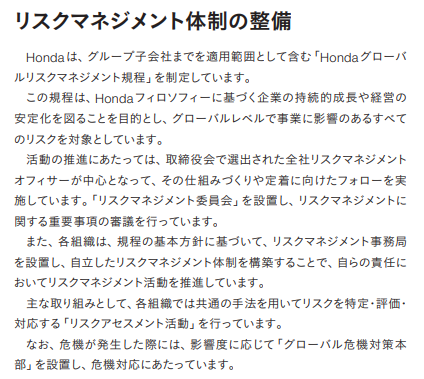 リスクマネジメント体制の整備
Hondaは、グループ子会社までを適用範囲として含む「Hondaグローバ
ルリスクマネジメント規程」を制定しています。
この規程は、Hondaフィロソフィーに基づく企業の持続的成長や経営の
安定化を図ることを目的とし、グローバルレベルで事業に影響のあるすべて
のリスクを対象としています。
活動の推進にあたっては、取締役会で選出された全社リスクマネジメント
オフィサーが中心となって、その仕組みづくりや定着に向けたフォローを実
施しています。「リスクマネジメント委員会」を設置し、リスクマネジメントに
関する重要事項の審議を行っています。
また、各組織は、規程の基本方針に基づいて、リスクマネジメント事務局
を設置し、自立したリスクマネジメント体制を構築することで、自らの責任に
おいてリスクマネジメント活動を推進しています。
主な取り組みとして、各組織では共通の手法を用いてリスクを特定・評価・
対応する「リスクアセスメント活動」を行っています。
なお、危機が発生した際には、影響度に応じて「グローバル危機対策本
部」を設置し、危機対応にあたっています。